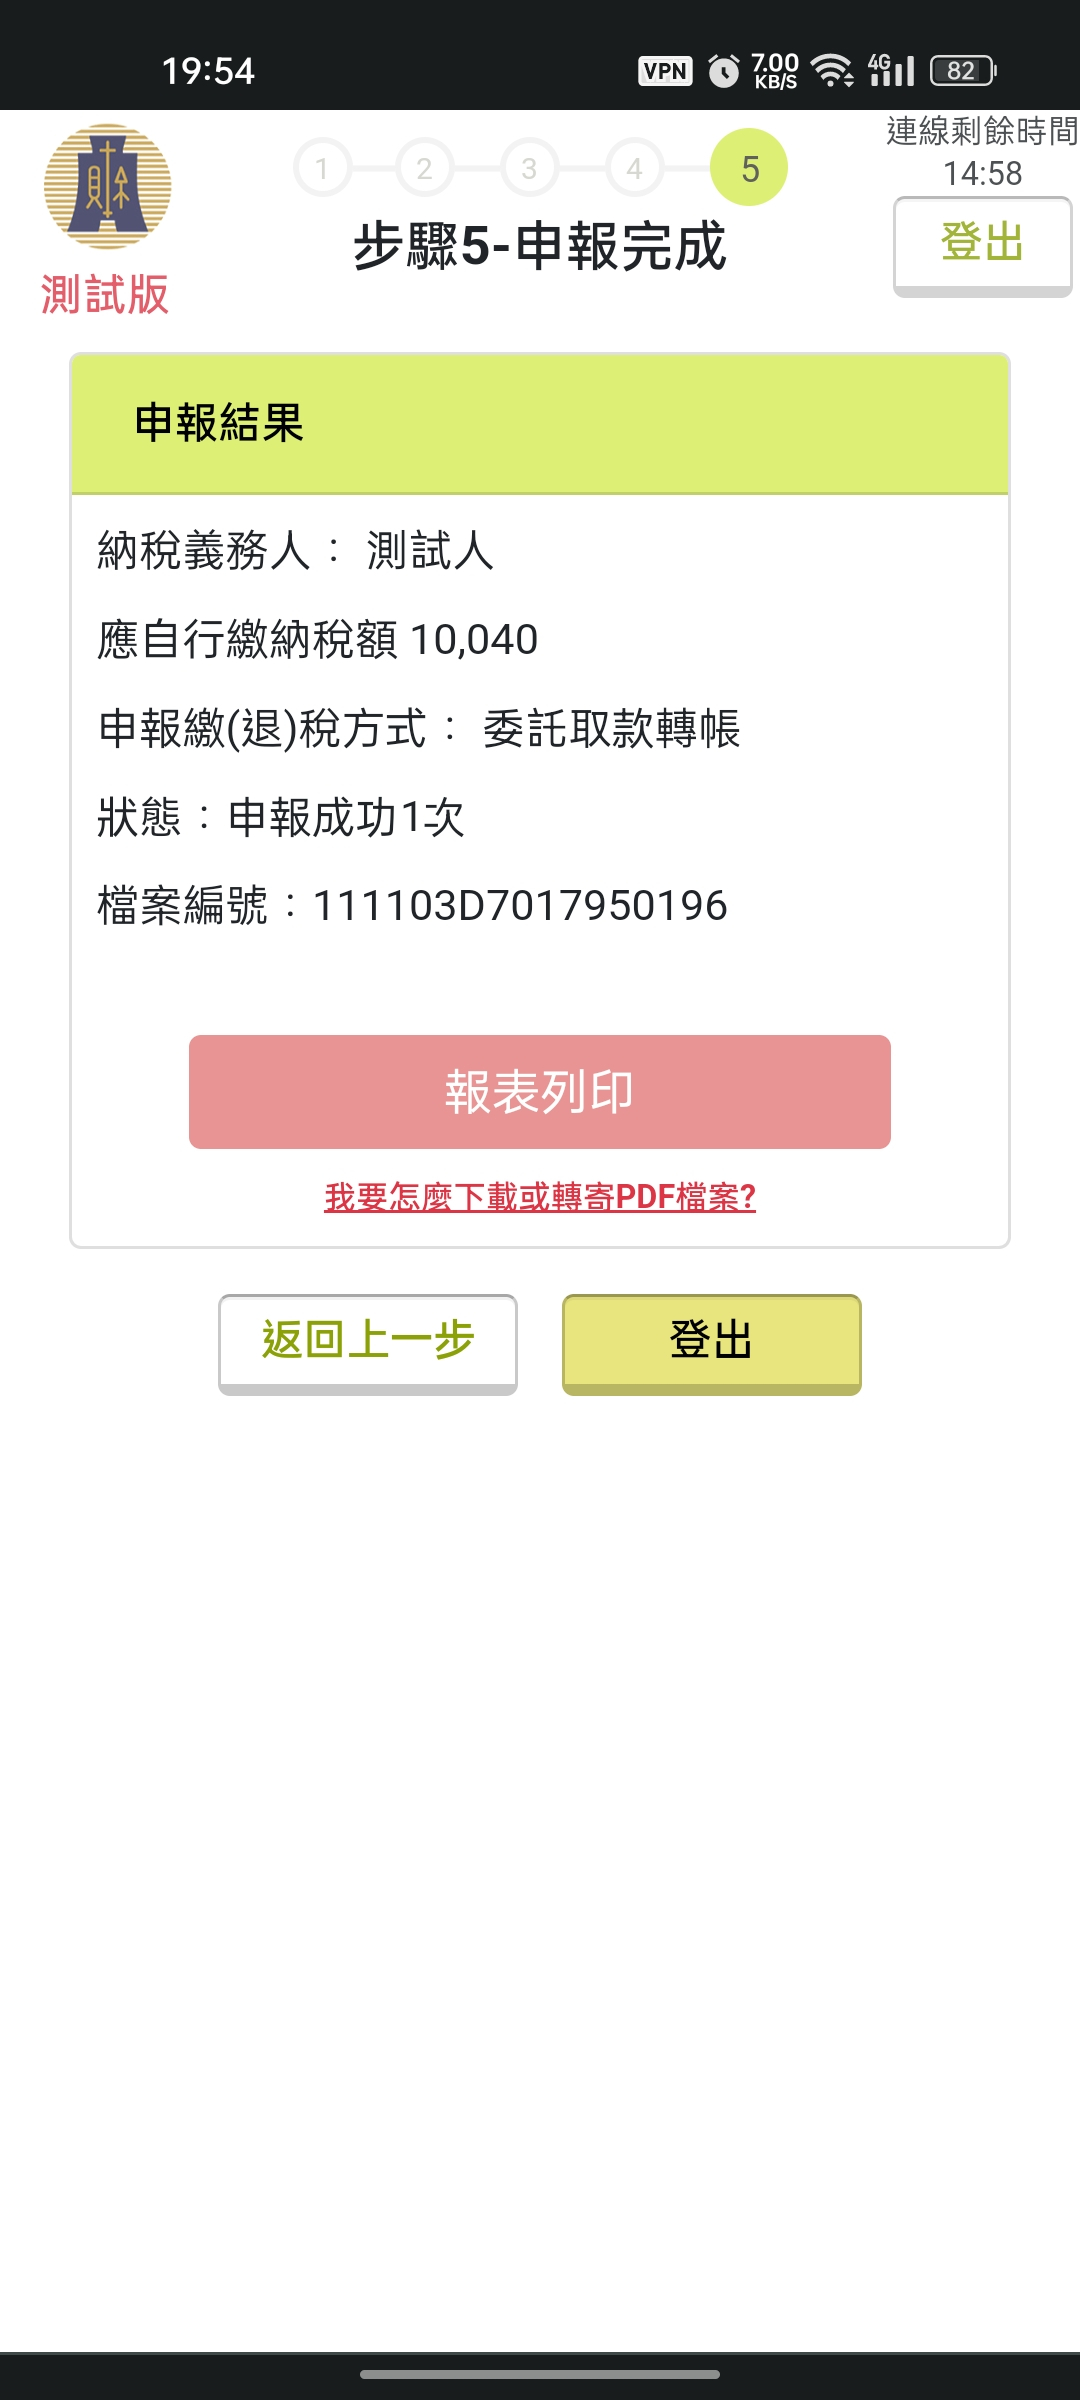 19:54
VPN
7.00
KB/S
4G
82
連線剩餘時間
14:58
登出
財
測試版
1
2
3
4
5
步驟5-申報完成
申報結果
納稅義務人： 測試人
應自行繳納稅額 10,040
申報繳(退)稅方式： 委託取款轉帳
狀態：申報成功1次
檔案編號：111103D7017950196
報表列印
我要怎麼下載或轉寄PDF檔案?
返回上一步
登出